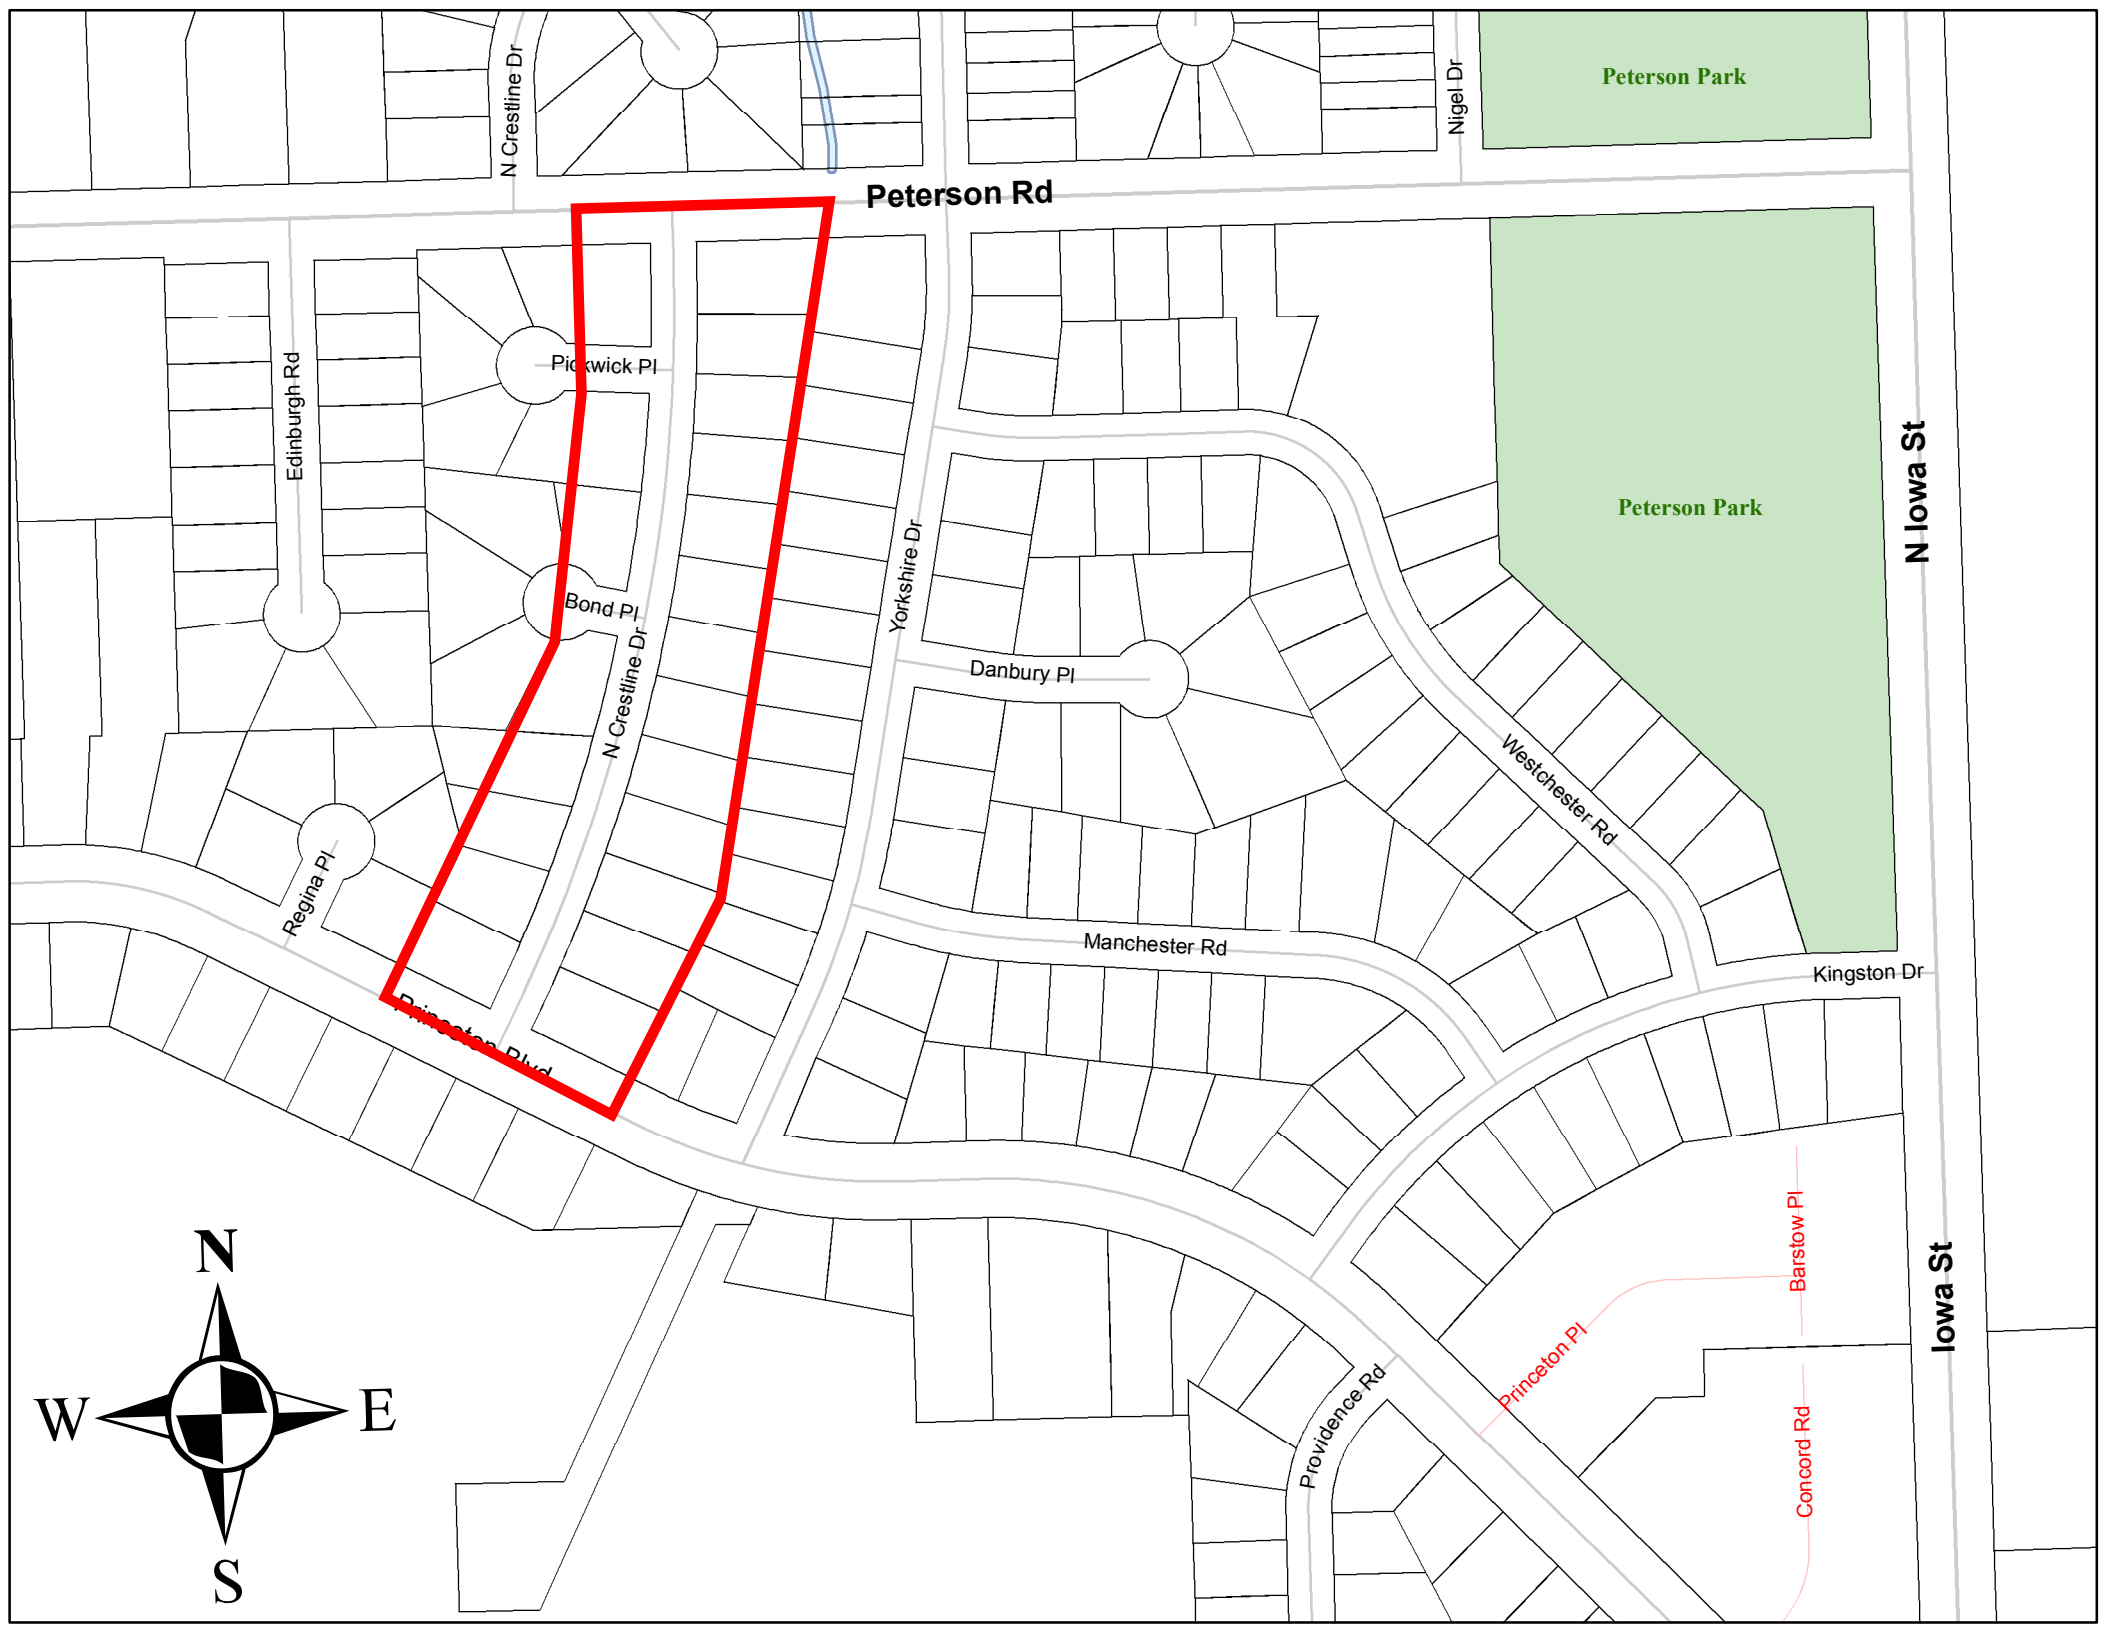 Peterson Park
N Crestline Dr
Nigel Dr
Peterson Rd
Pickwick Pl
Edinburgh Rd
N Iowa St
Peterson Park
Yorkshire Dr
Bond Pl
N Crestline Dr
Danbury Pl
Westchester Rd
Regina Pl
Manchester Rd
Kingston Dr
Princeton Blvd
Barstow Pl
Iowa St
Princeton Pl
Providence Rd
Concord Rd
N
W
E
S